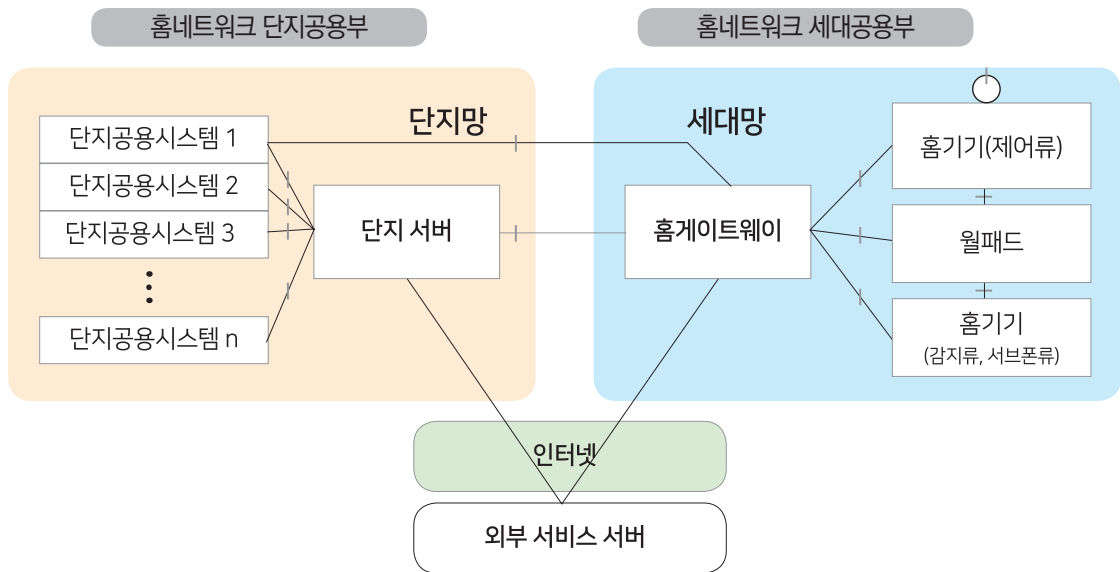 홈네트워크 단지공용부
홈네트워크 세대공용부
단지망
단지공용시스템 1
단지공용시스템 2
단지공용시스템 3
단지공용시스템 n
단지 서버
세대망
홈게이트웨이
홈기기(제어류)
월패드
홈기기
(감지류, 서브폰류)
인터넷
외부 서비스 서버